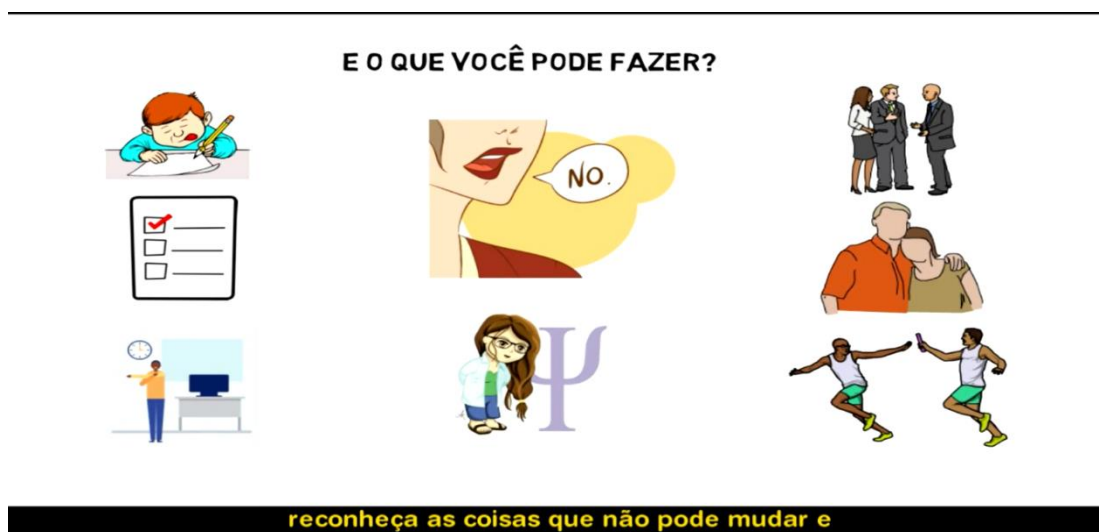 E O QUE VOCÊ PODE FAZER?
NO.
Ψ
reconheça as coisas que não pode mudar e